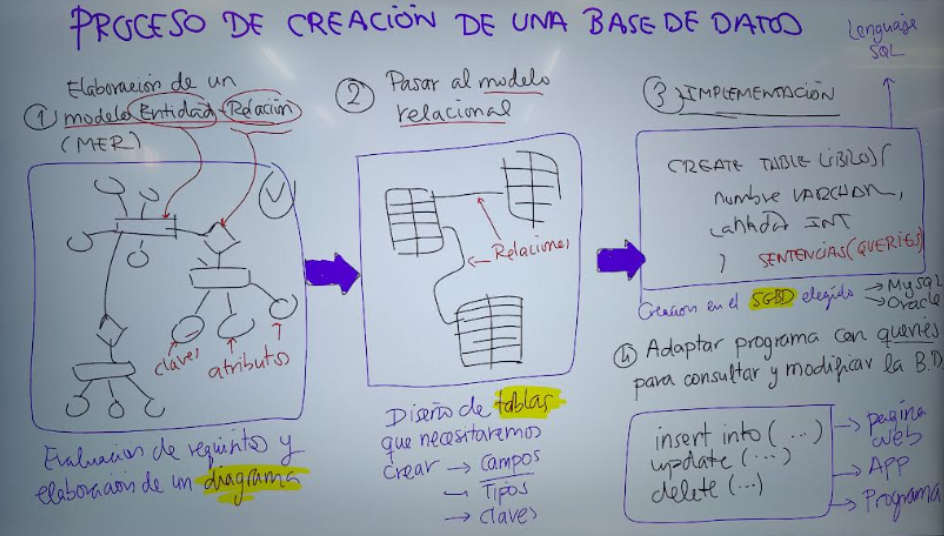 PROCESO DE CREACIÓN DE UNA BASE DE DATOS
Lenguaje
SQL
Elaboración de un
① modelo Entidad-Relación
(MER)
claves
atributos
Evaluación de requisitos y
elaboración de un diagrama
② Pasar al modelo
relacional
Relaciones
Diseño de tablas
que necesitaremos
crear → campos
→ Tipos
→ claves
③ IMPLEMENTACIÓN
CREATE TABLE LIBROS (
nombre VARCHAR,
cantidad INT
) SENTENCIAS (QUERIES)
Creación en el SGBD elegido → MySQL
→ Oracle
④ Adaptar programa con queries
para consultar y modificar la B.D.
insert into (...)
update (...)
delete (...)
→ pagina
web
→ APP
→ Programa